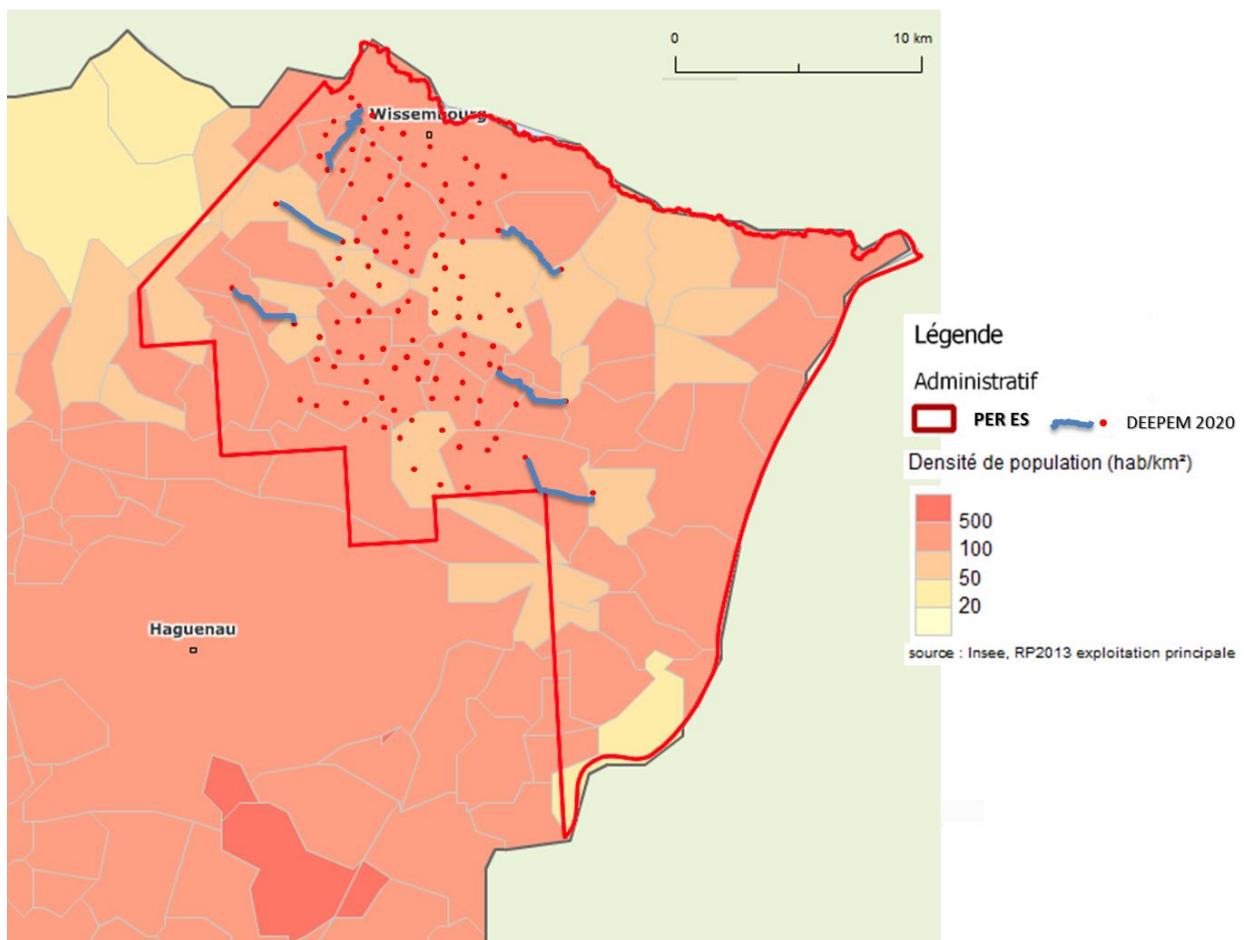 0 10 km
Wissembourg
Légende
Administratif
PER ES DEEPEM 2020
Densité de population (hab/km²)
500
100
50
20
Haguenau
source : Insee, RP2013 exploitation principale